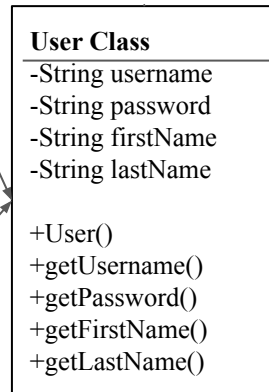 User Class
-String username
-String password
-String firstName
-String lastName
+User()
+getUsername()
+getPassword()
+getFirstName()
+getLastName()